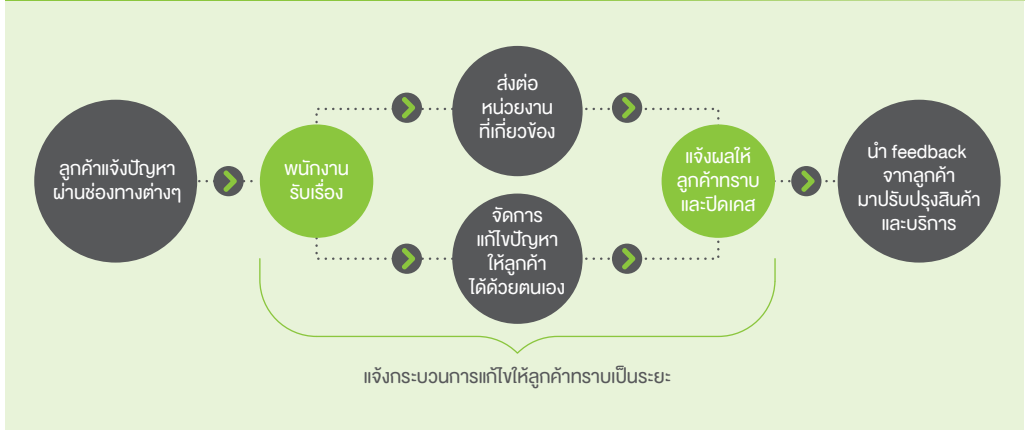 ลูกค้าแจ้งปัญหา
ผ่านช่องทางต่างๆ
พนักงาน
รับเรื่อง
ส่งต่อ
หน่วยงาน
ที่เกี่ยวข้อง
จัดการ
แก้ไขปัญหา
ให้ลูกค้า
ได้ด้วยตนเอง
แจ้งผลให้
ลูกค้าทราบ
และปิดเคส
นำ feedback
จากลูกค้า
มาปรับปรุงสินค้า
และบริการ
แจ้งกระบวนการแก้ไขให้ลูกค้าทราบเป็นระยะ